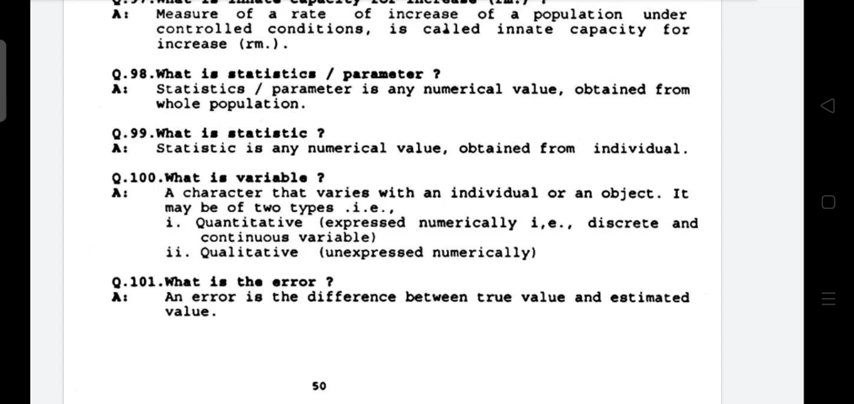 A: Measure of a rate of increase of a population under
controlled conditions, is called innate capacity for
increase (rm.).
Q.98.What is statistics / parameter ?
A: Statistics / parameter is any numerical value, obtained from
whole population.
Q.99.What is statistic ?
A: Statistic is any numerical value, obtained from individual.
Q.100.What is variable ?
A: A character that varies with an individual or an object. It
may be of two types .i.e.,
i. Quantitative (expressed numerically i,e., discrete and
continuous variable)
ii. Qualitative (unexpressed numerically)
Q.101.What is the error ?
A: An error is the difference between true value and estimated
value.
50